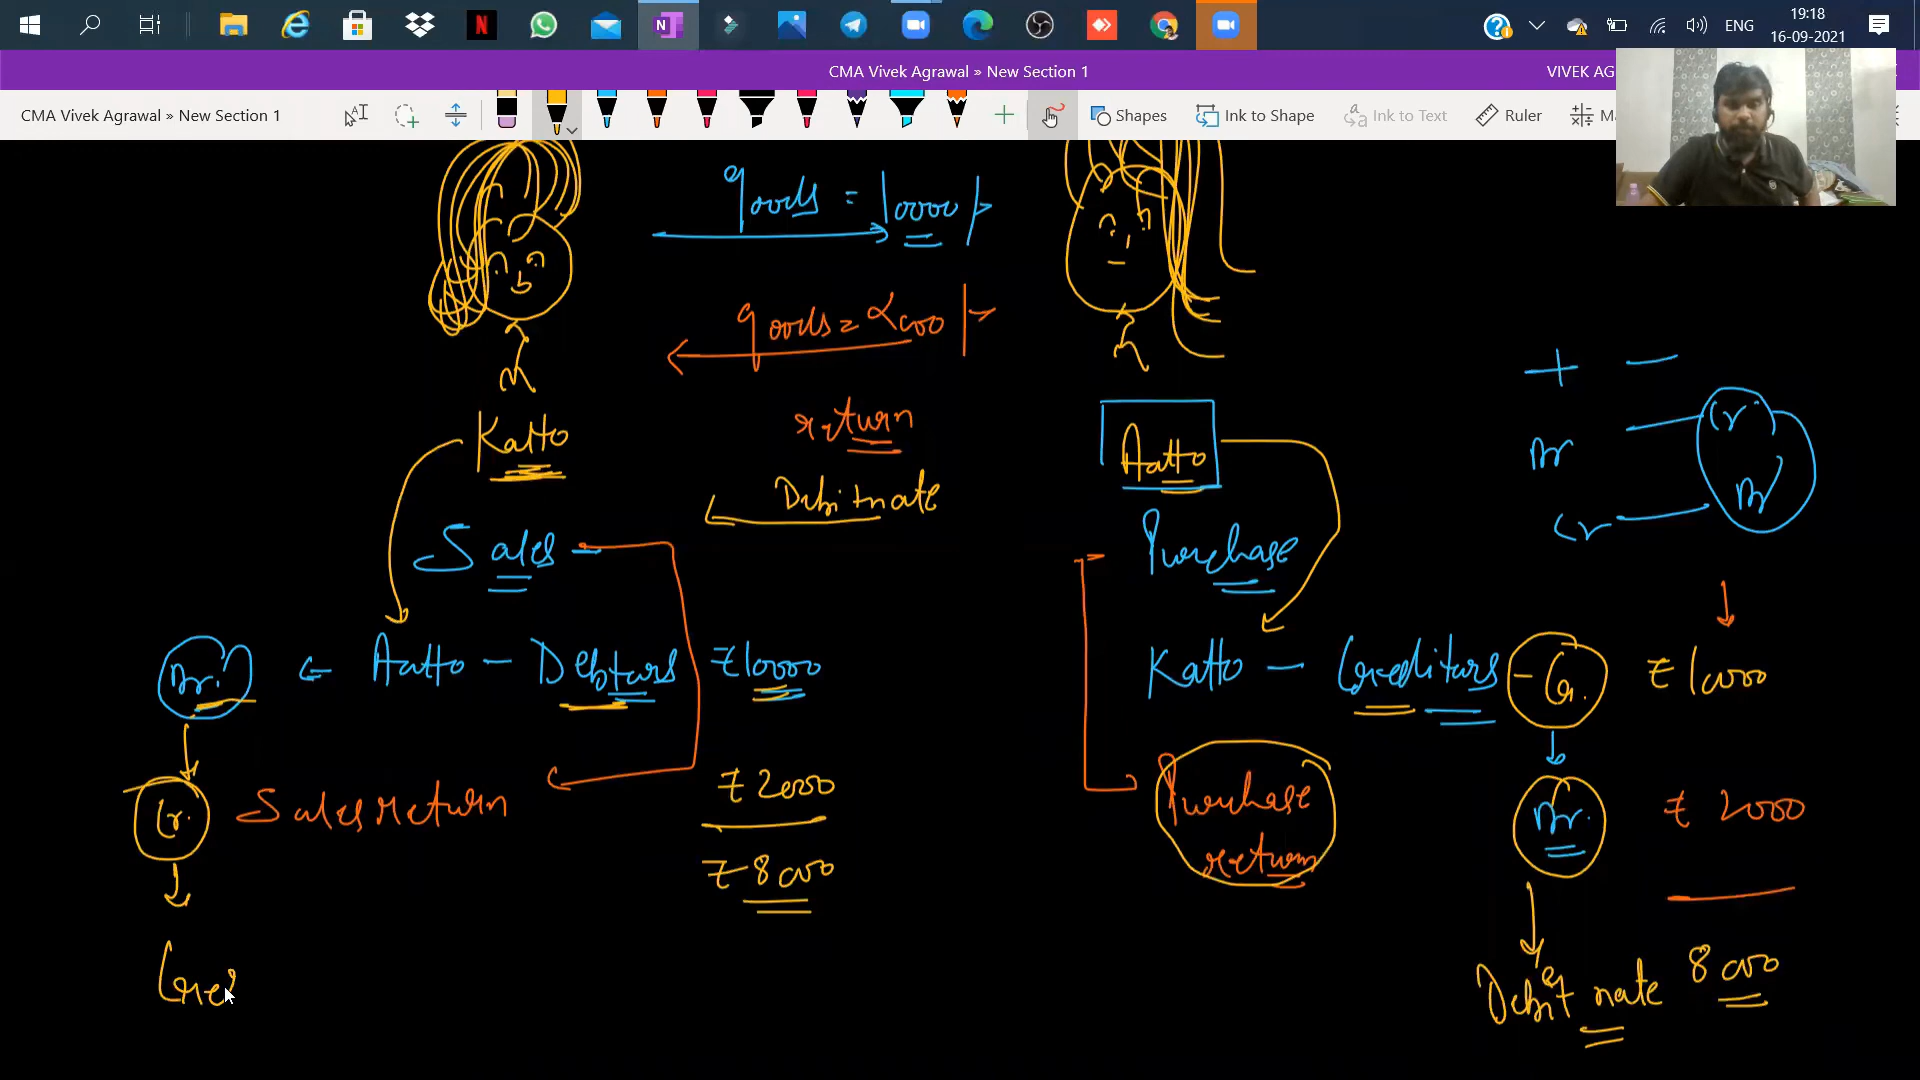 19:18
ENG
16-09-2021
CMA Vivek Agrawal » New Section 1
VIVEK AG
CMA Vivek Agrawal » New Section 1
Shapes
Ink to Shape
Ink to Text
Ruler
goods = 10000/-
goods = 2000/-
+ -
return
Cr.
Katto
Aatto
Dr
Dr
Debit note
Cr
Sales
Purchase
Dr. ← Aatto - Debtors ₹10000
Katto - Creditors - Cr. ₹10000
Cr. Sales return ₹2000
Purchase
return
Dr. ₹2000
₹8000
8000
Debit note
Cre